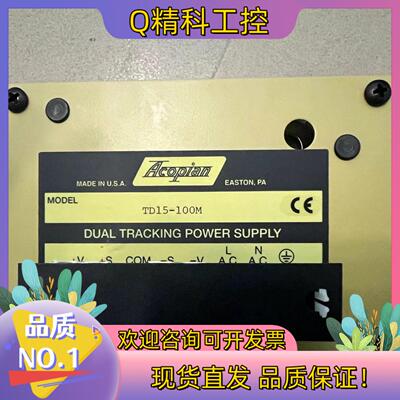 Q精科工控
Acopian
MADE IN U.S.A.
EASTON, PA
MODEL
TD15-100M
CE
DUAL TRACKING POWER SUPPLY
+V +S COM -S -V L AC N AC
品质
NO.1
欢迎咨询可开发票
现货直发 品质保证！